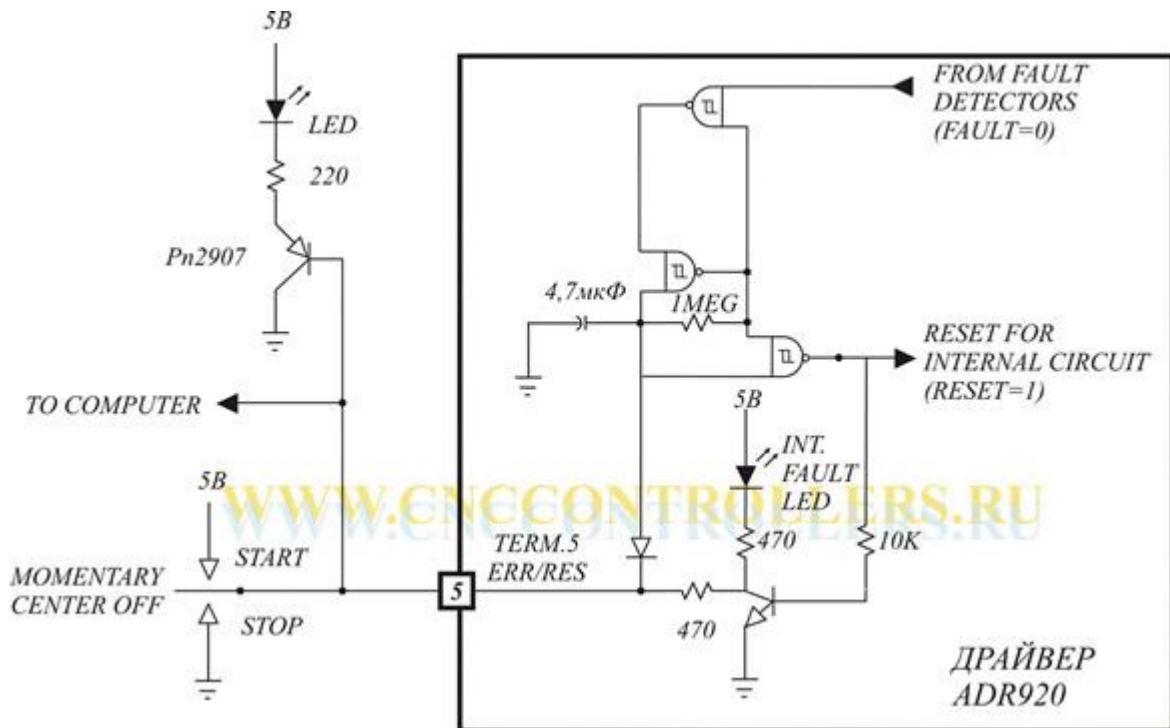 5В
LED
220
Pn2907
TO COMPUTER
5В
START
MOMENTARY
CENTER OFF
STOP
FROM FAULT
DETECTORS
(FAULT=0)
4,7мкФ
1MEG
RESET FOR
INTERNAL CIRCUIT
(RESET=1)
5В
INT.
FAULT
LED
WWW.CNCCONTROLLERS.RU
470
10K
TERM.5
ERR/RES
5
470
ДРАЙВЕР
ADR920